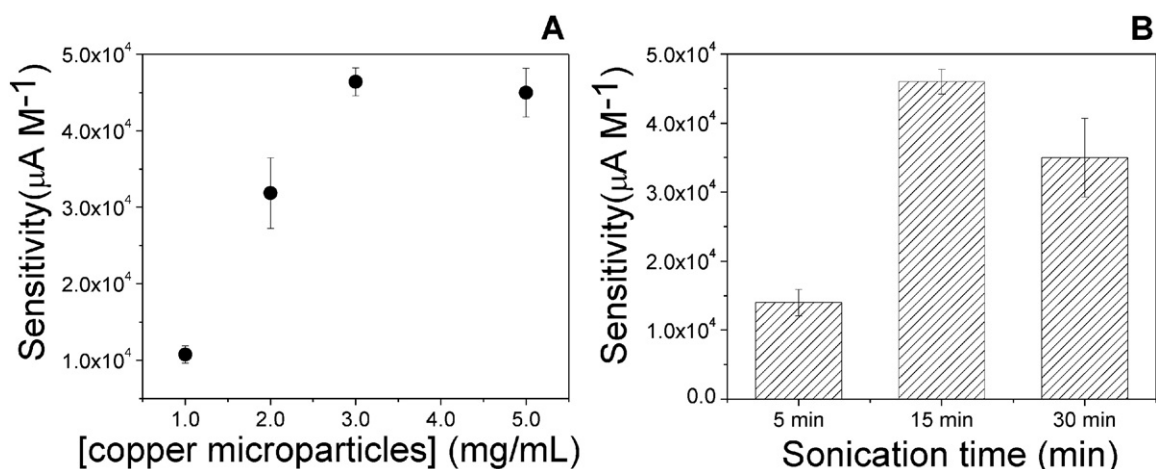 A
Sensitivity(μA M⁻¹)
5.0x10⁴
4.0x10⁴
3.0x10⁴
2.0x10⁴
1.0x10⁴
1.0 2.0 3.0 4.0 5.0
[copper microparticles] (mg/mL)
B
Sensitivity(μA M⁻¹)
5.0x10⁴
4.0x10⁴
3.0x10⁴
2.0x10⁴
1.0x10⁴
0.0
5 min 15 min 30 min
Sonication time (min)